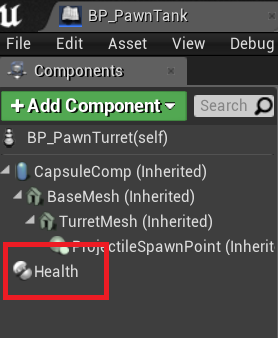 BP_PawnTank
File Edit Asset View Debug
Components
+Add Component Search
BP_PawnTurret(self)
CapsuleComp (Inherited)
BaseMesh (Inherited)
TurretMesh (Inherited)
ProjectileSpawnPoint (Inherit
Health